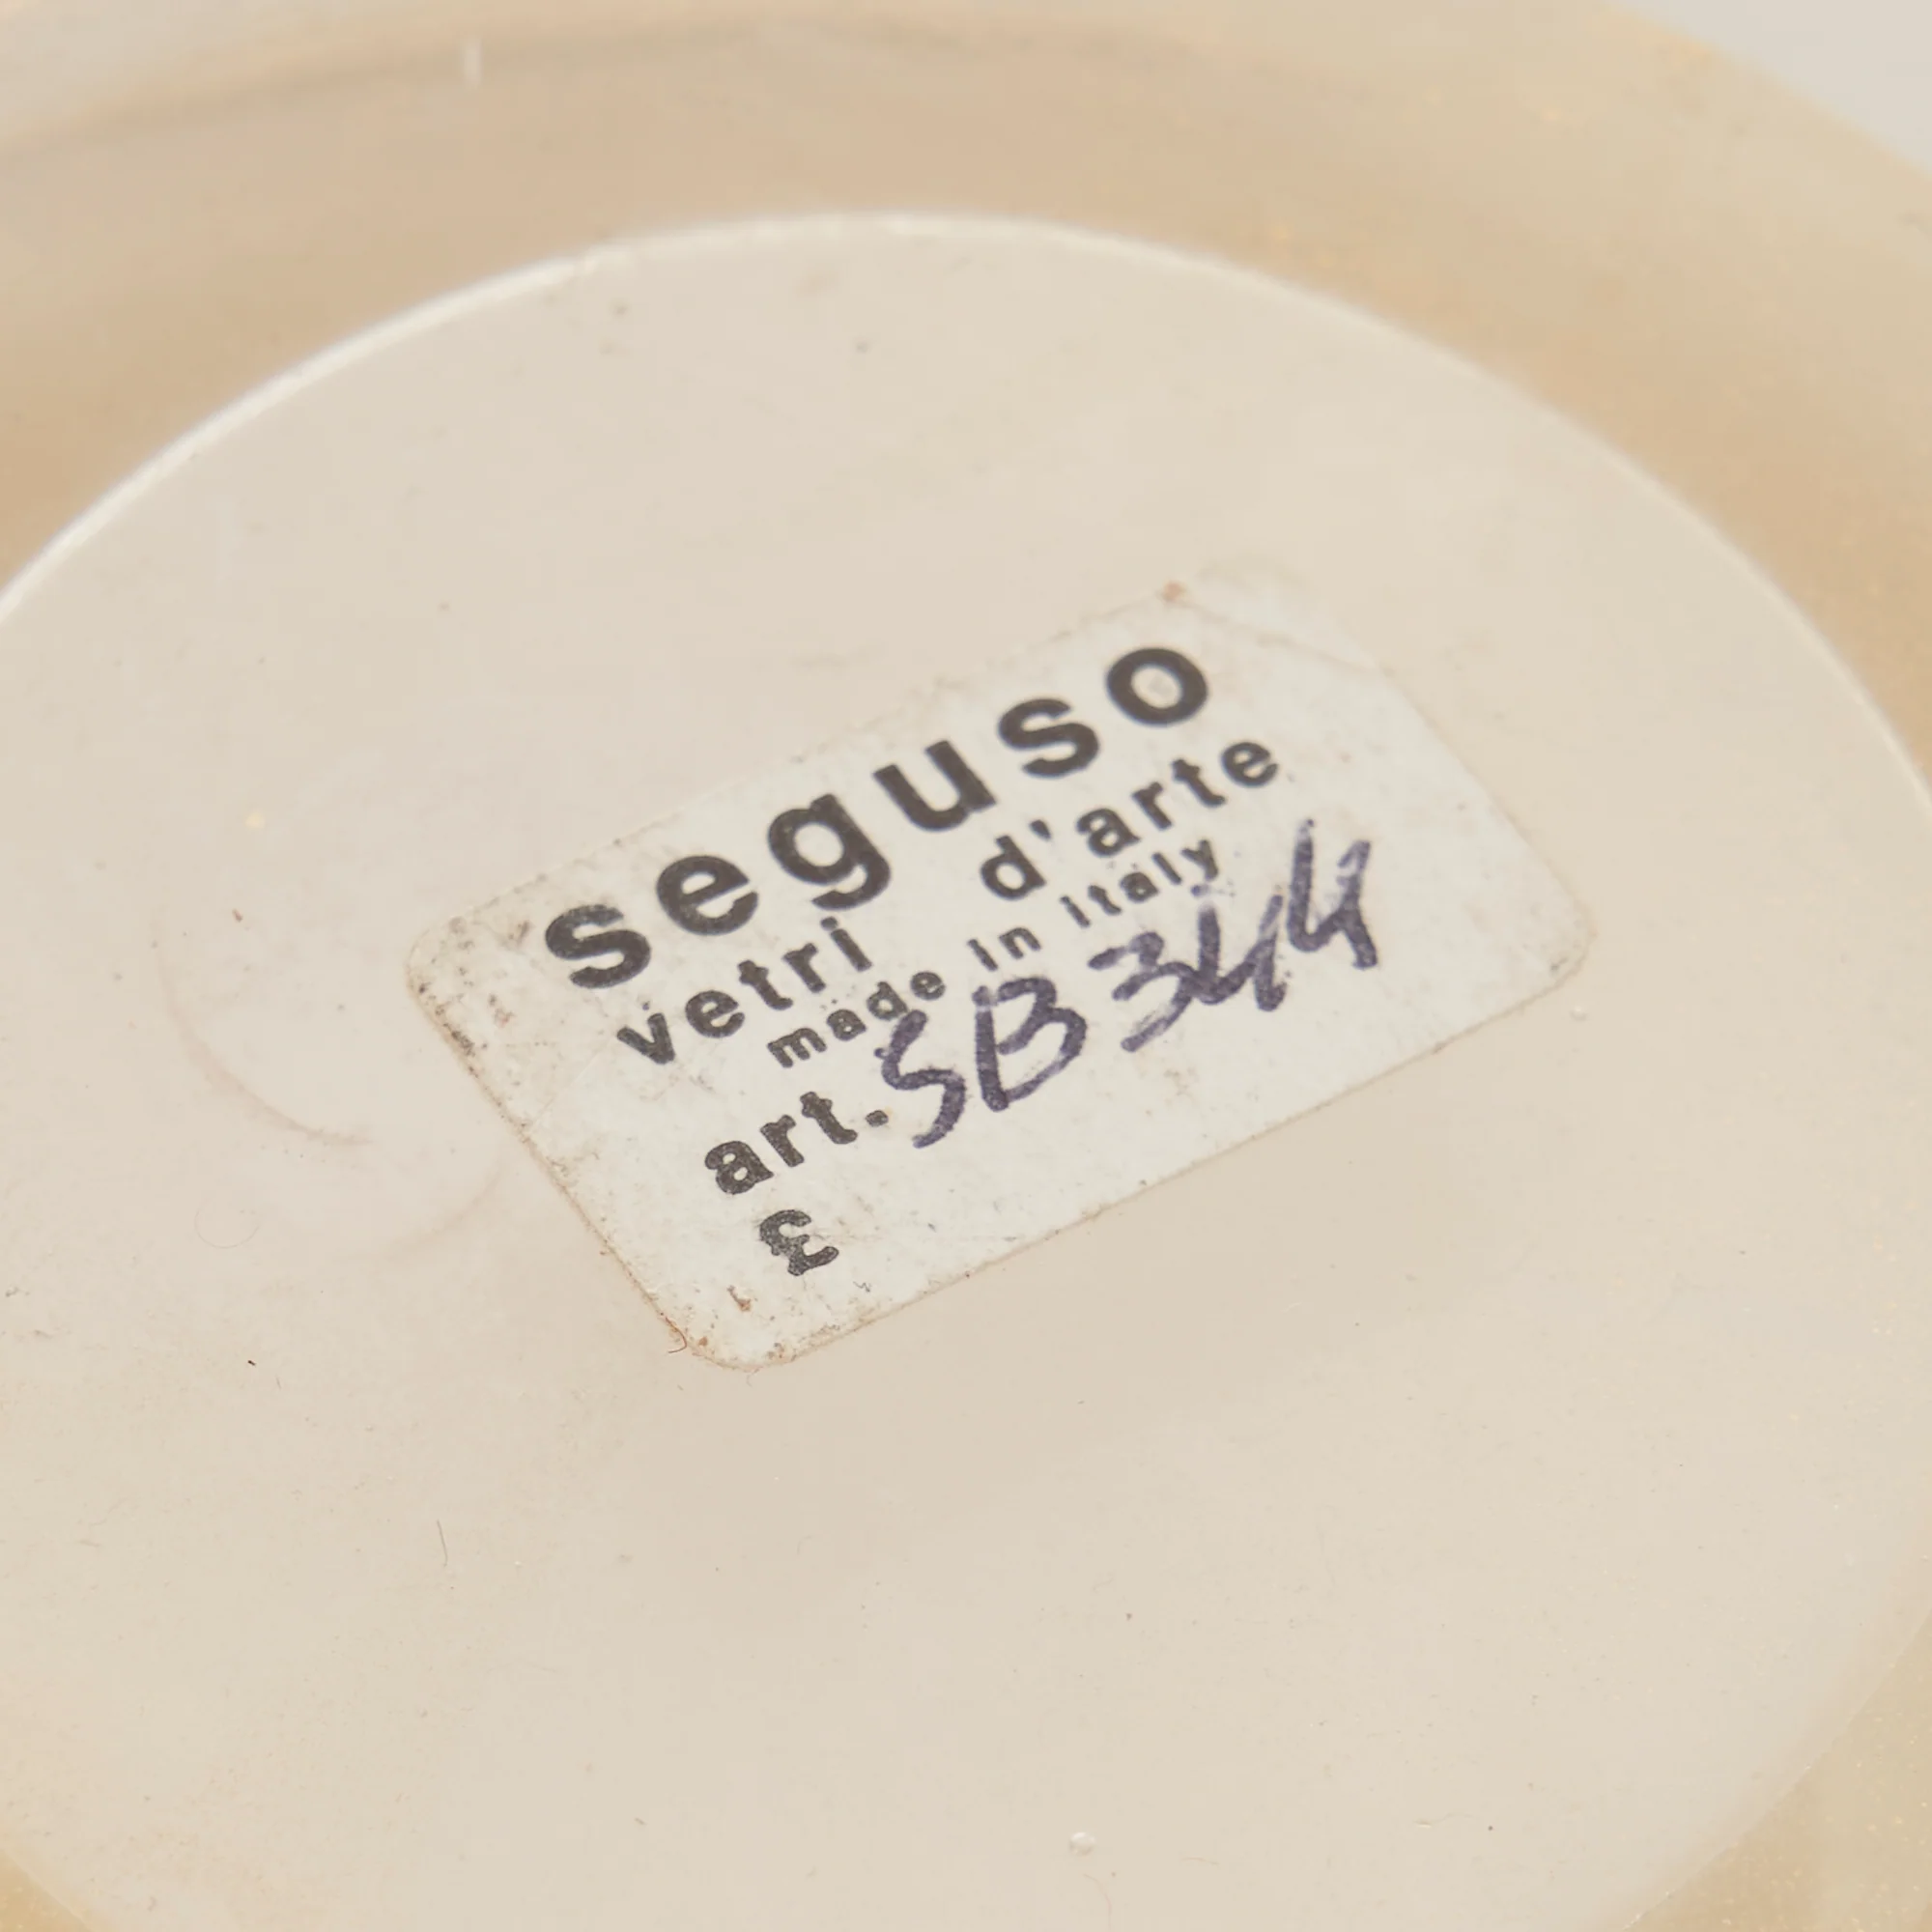 seguso
vetri d'arte
made in italy
art. SB344
£